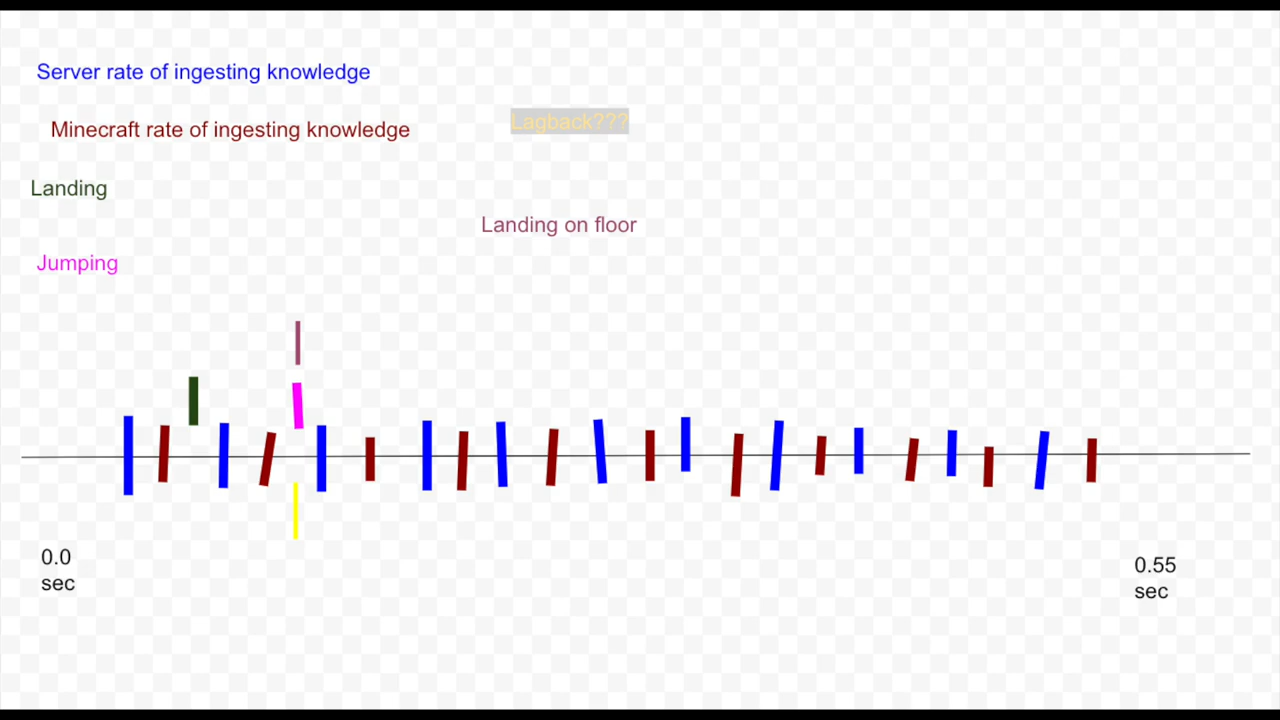 Server rate of ingesting knowledge
Minecraft rate of ingesting knowledge
Lagback???
Landing
Landing on floor
Jumping
0.0
sec
0.55
sec